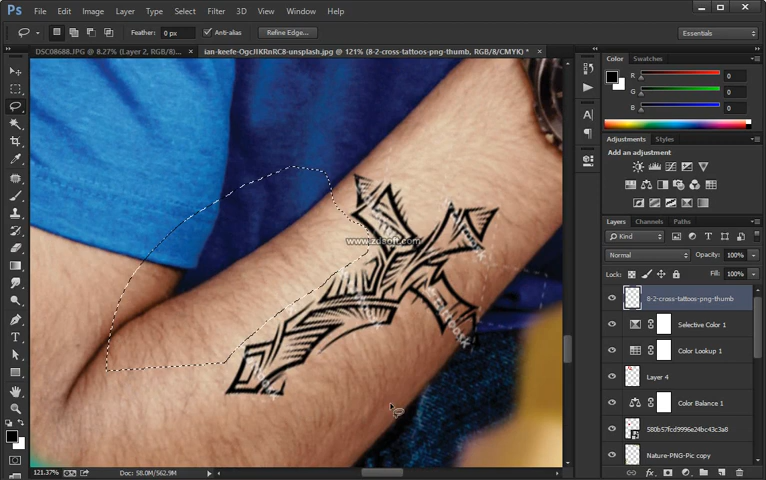 Ps File Edit Image Layer Type Select Filter 3D View Window Help
Feather: 0 px Anti-alias Refine Edge... Essentials
DSC08688.JPG @ 8.27% (Layer 2, RGB/8)... × ian-keefe-OgcJIKRnRC8-unsplash.jpg @ 121% (8-2-cross-tattoos-png-thumb, RGB/8/CMYK) * ×
Color Swatches
R 0
G 0
B 0
Adjustments Styles
Add an adjustment
Layers Channels Paths
Kind
Normal Opacity: 100%
Lock: Fill: 100%
8-2-cross-tattoos-png-thumb
Selective Color 1
Color Lookup 1
Layer 4
Color Balance 1
580b57fcd9996e24bc43c3a8
Nature-PNG-Pic copy
www.zdsoft.com
121.37% Doc: 58.0M/562.9M